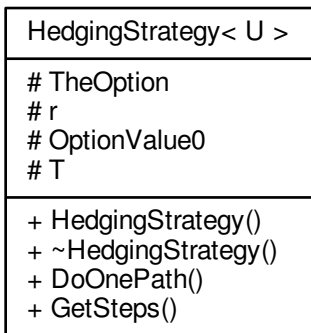 HedgingStrategy< U >
# TheOption
# r
# OptionValue0
# T
+ HedgingStrategy()
+ ~HedgingStrategy()
+ DoOnePath()
+ GetSteps()